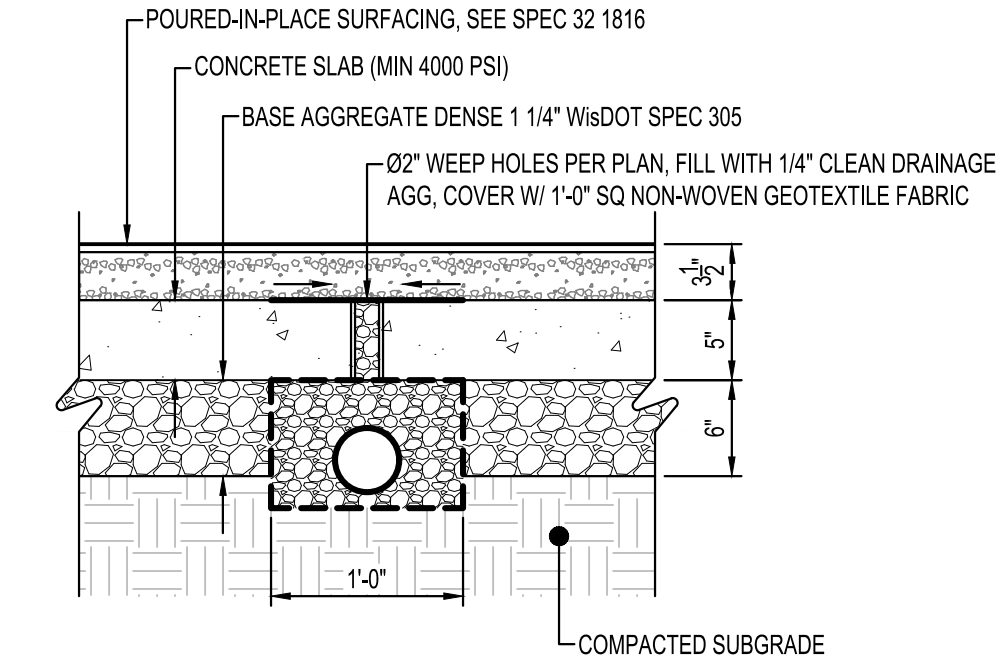 POURED-IN-PLACE SURFACING, SEE SPEC 32 1816
CONCRETE SLAB (MIN 4000 PSI)
BASE AGGREGATE DENSE 1 1/4" WisDOT SPEC 305
Ø2" WEEP HOLES PER PLAN, FILL WITH 1/4" CLEAN DRAINAGE
AGG, COVER W/ 1'-0" SQ NON-WOVEN GEOTEXTILE FABRIC
3 1/2"
5"
6"
1'-0"
COMPACTED SUBGRADE